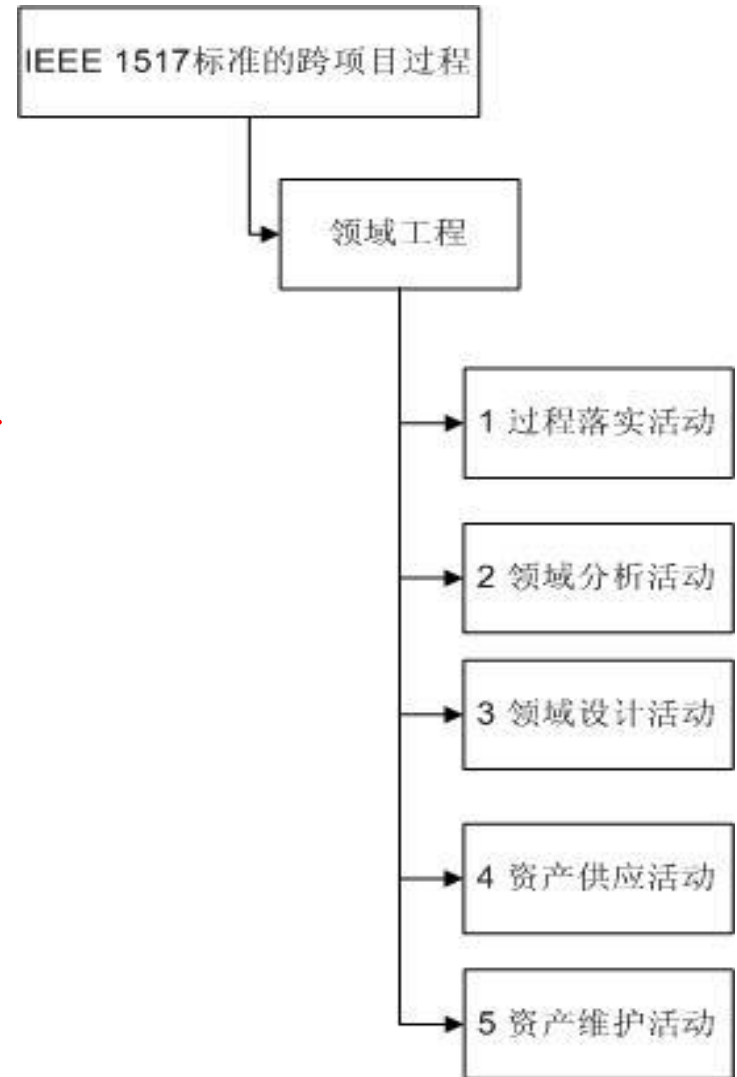 IEEE 1517标准的跨项目过程
领域工程
1 过程落实活动
2 领域分析活动
3 领域设计活动
4 资产供应活动
5 资产维护活动